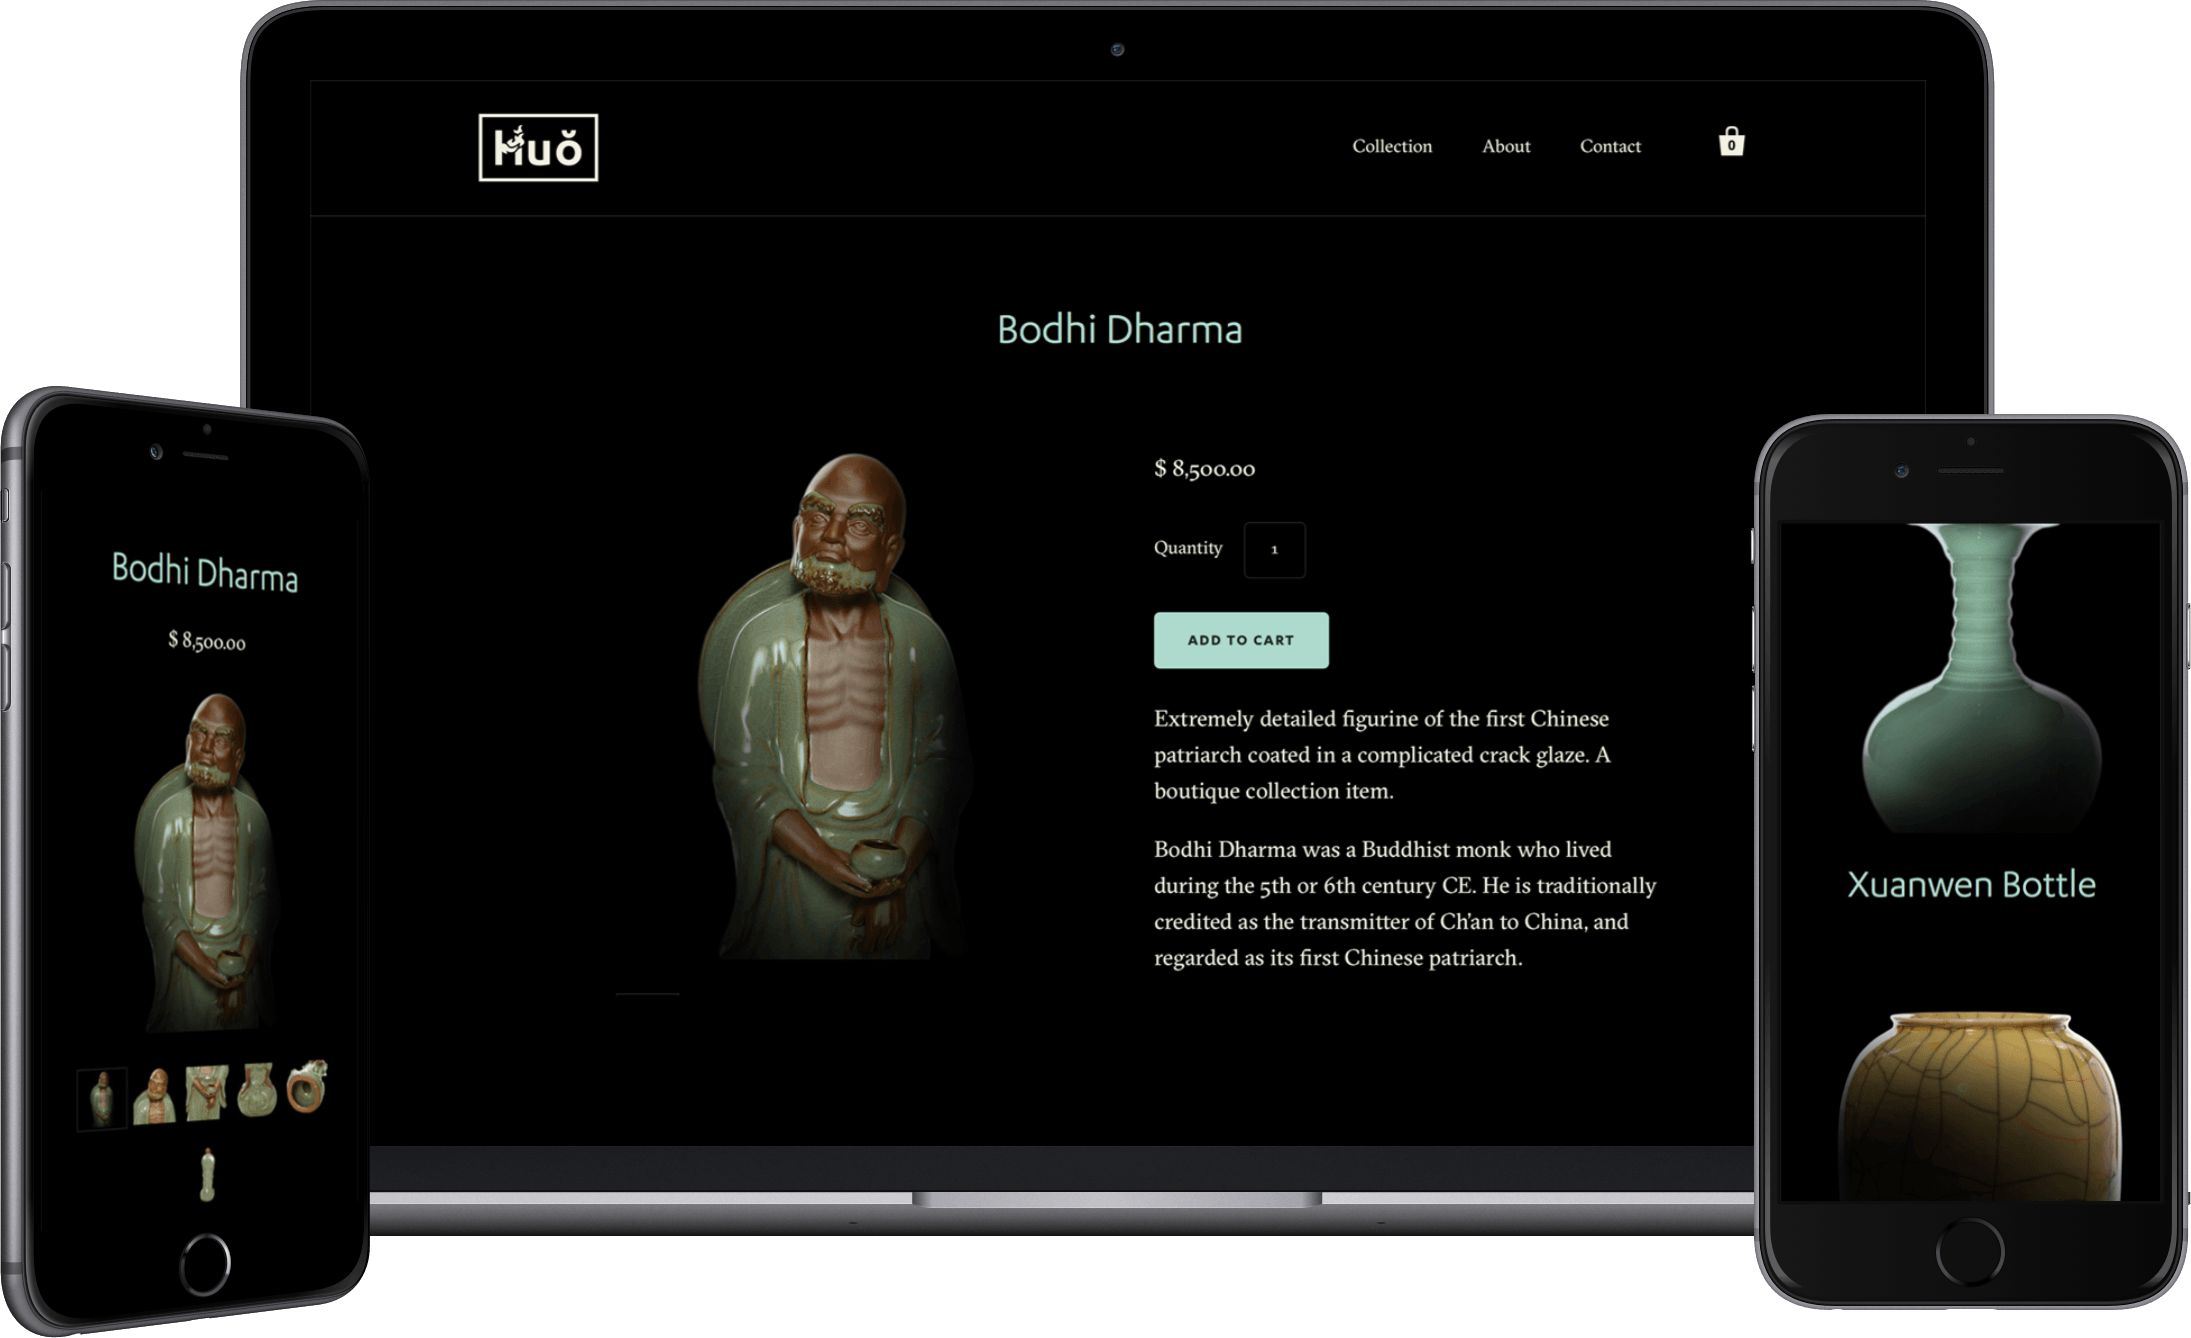 Huŏ
Collection
About
Contact
0
Bodhi Dharma
$ 8,500.00
Quantity
1
ADD TO CART
Extremely detailed figurine of the first Chinese
patriarch coated in a complicated crack glaze. A
boutique collection item.
Bodhi Dharma was a Buddhist monk who lived
during the 5th or 6th century CE. He is traditionally
credited as the transmitter of Ch'an to China, and
regarded as its first Chinese patriarch.
Bodhi Dharma
$ 8,500.00
Xuanwen Bottle